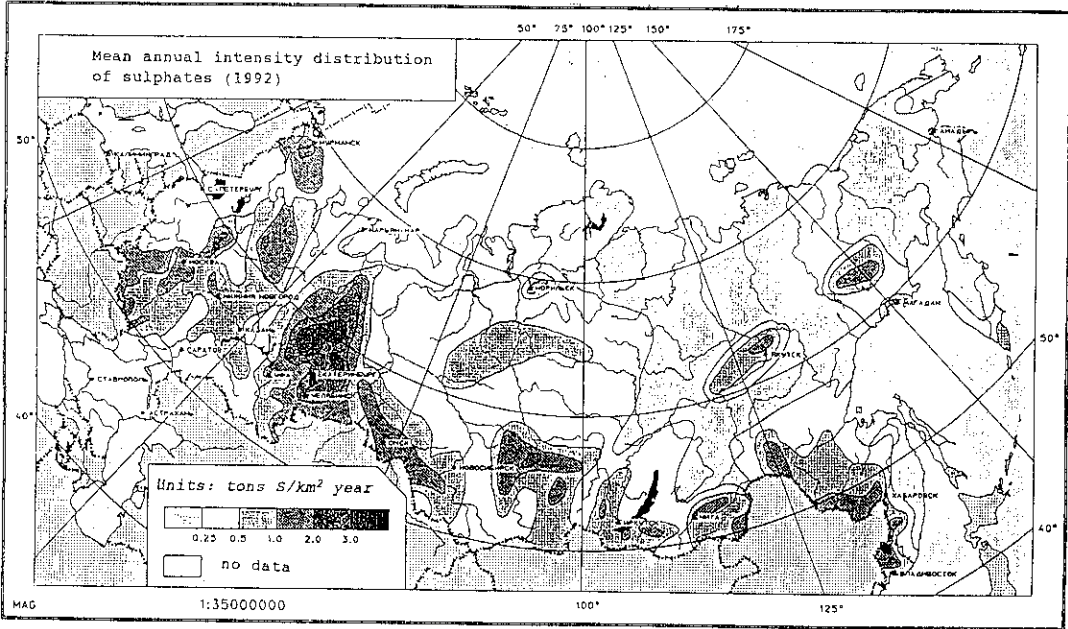 50° 75° 100° 125° 150° 175°
Mean annual intensity distribution
of sulphates (1992)
МУРМАНСК
АНАДЫРЬ
50°
КАЛИНИНГРАД
С.ПЕТЕРБУРГ
НАРЬЯН-МАР
НОРИЛЬСК
НИЖНИЙ НОВГОРОД
МАГАДАН
КАЗАНЬ
САРАТОВ
ЯКУТСК
50°
СТАВРОПОЛЬ
УФА
ЕКАТЕРИНБУРГ
40°
АСТРАХАНЬ
НОВОСИБИРСК
Units: tons S/km² year
ХАБАРОВСК
ЧИТА
40°
0.25 0.5 1.0 2.0 3.0
no data
ВЛАДИВОСТОК
MAG
1:35000000
100°
125°